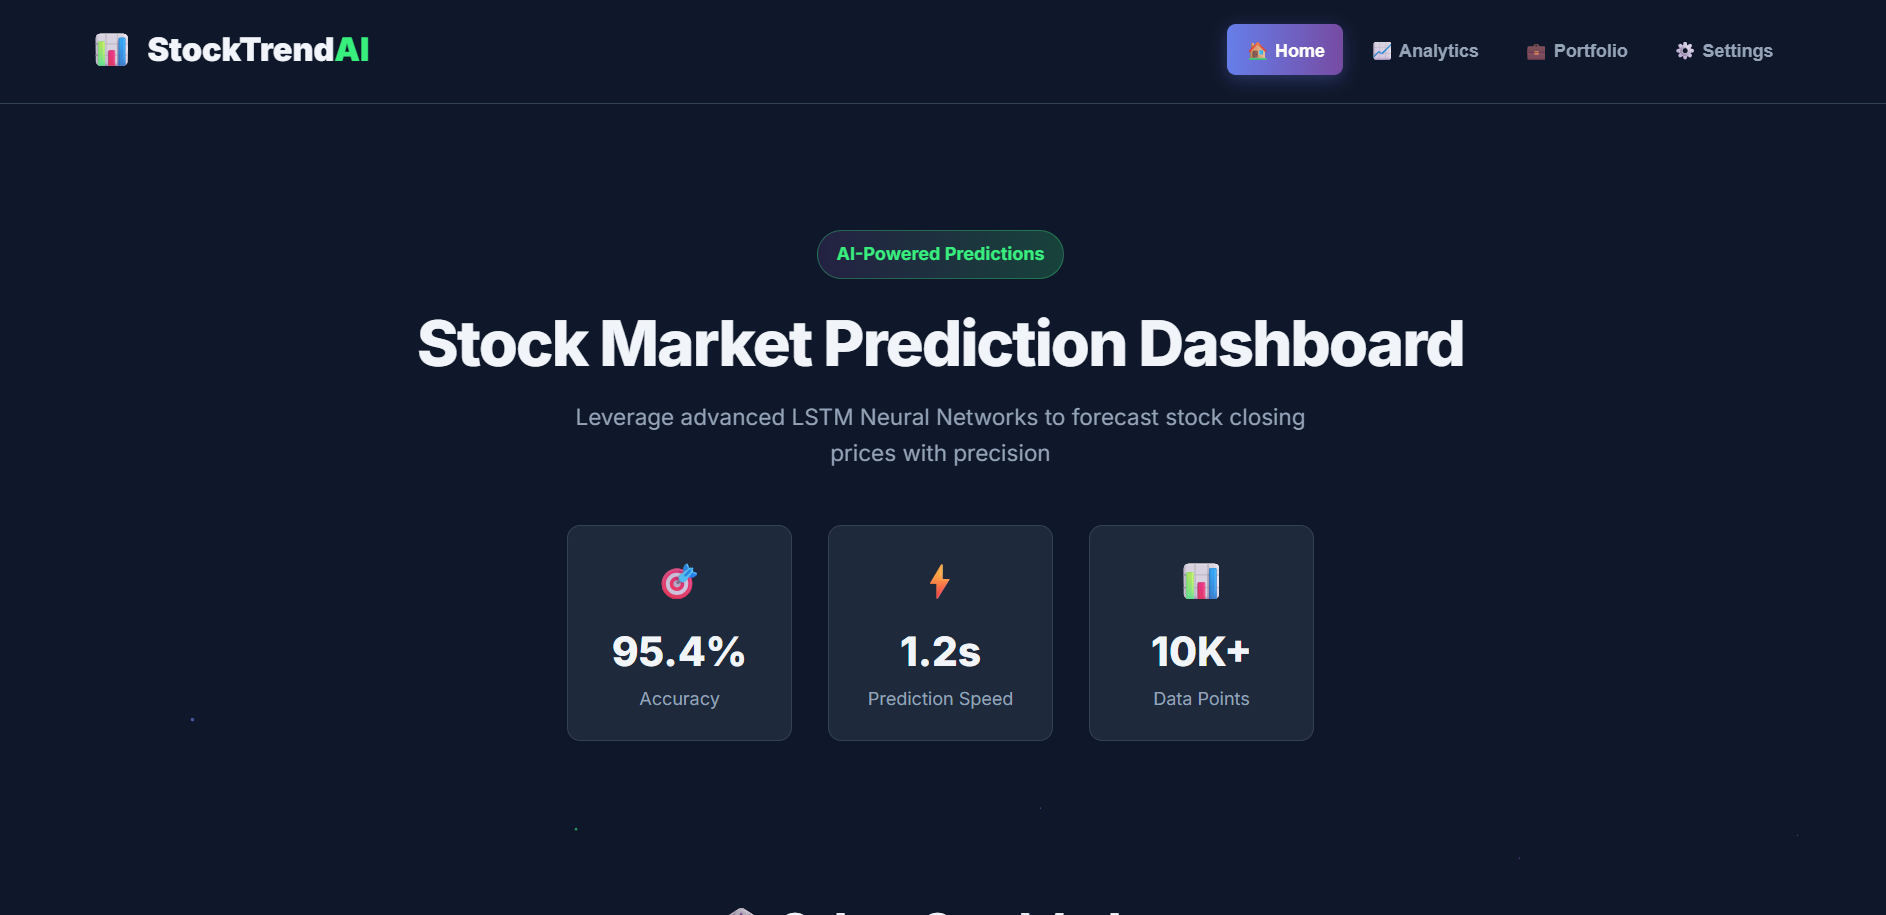 StockTrendAI
Home
Analytics
Portfolio
Settings
AI-Powered Predictions
Stock Market Prediction Dashboard
Leverage advanced LSTM Neural Networks to forecast stock closing
prices with precision
95.4%
Accuracy
1.2s
Prediction Speed
10K+
Data Points